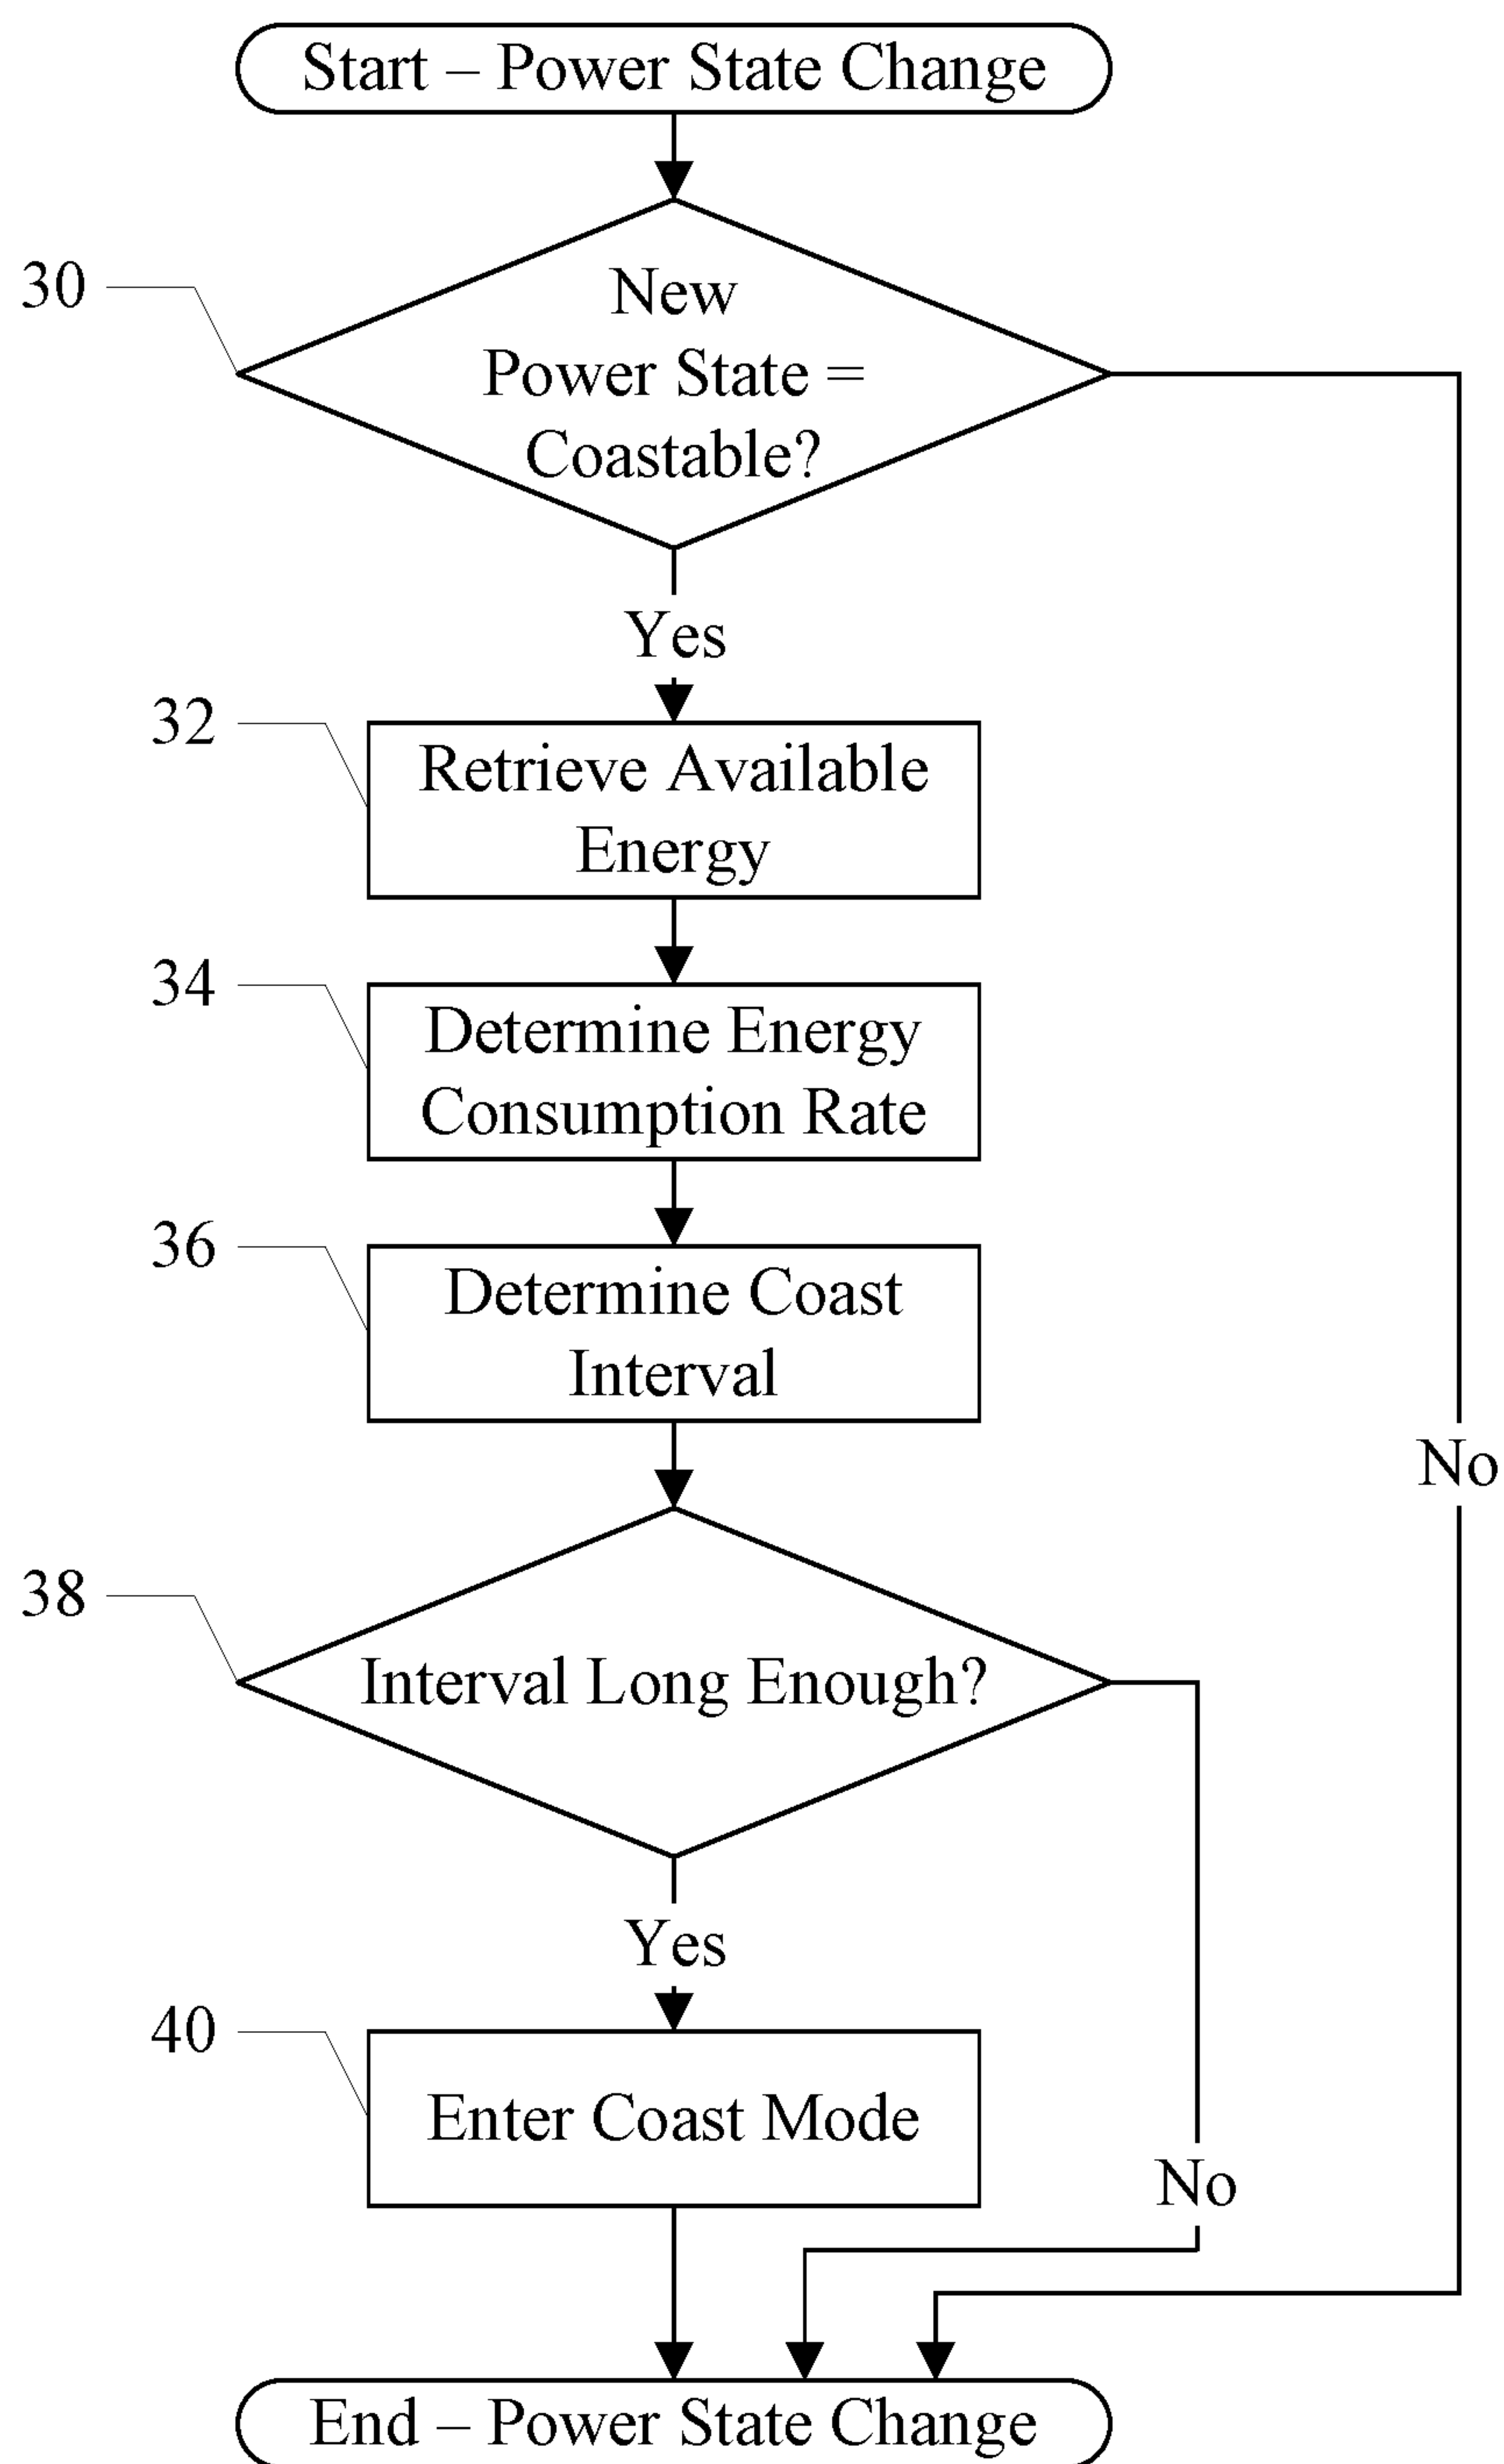 Start – Power State Change
30
New
Power State =
Coastable?
Yes
32
Retrieve Available
Energy
34
Determine Energy
Consumption Rate
36
Determine Coast
Interval
No
38
Interval Long Enough?
Yes
40
Enter Coast Mode
No
End – Power State Change